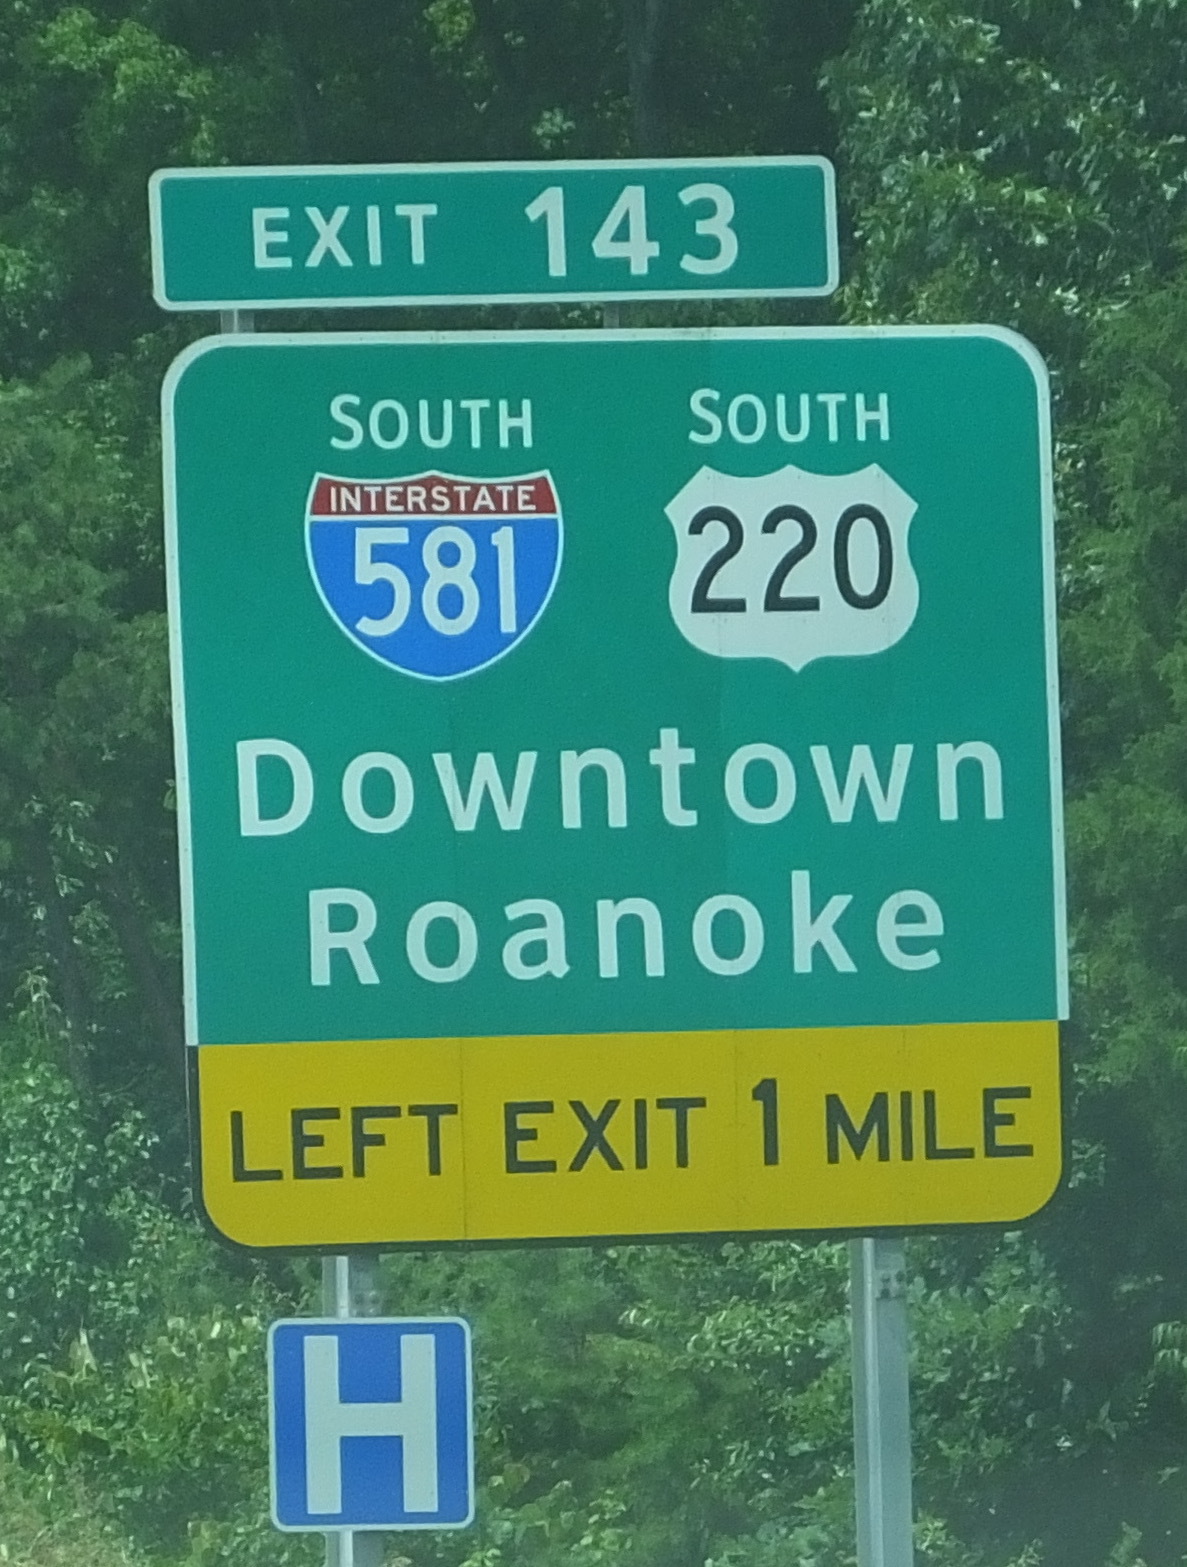 EXIT 143
SOUTH SOUTH
INTERSTATE
581 220
Downtown
Roanoke
LEFT EXIT 1 MILE
H